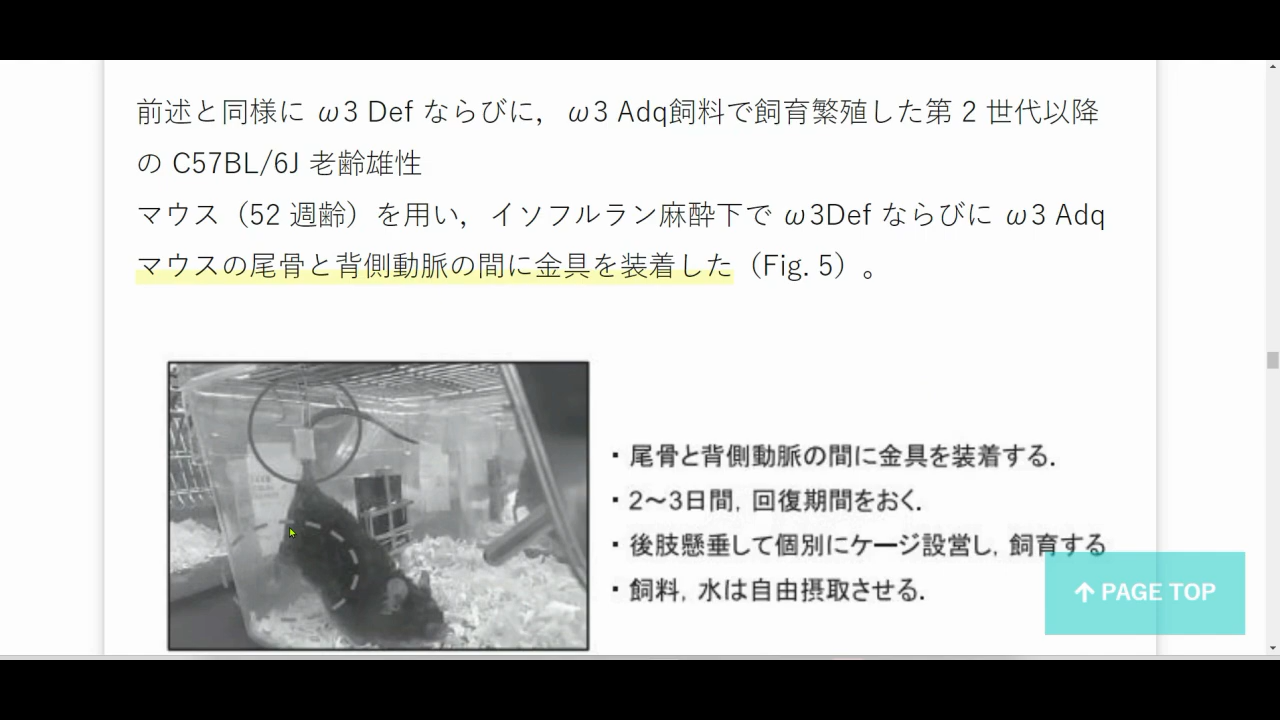 前述と同様に ω3 Def ならびに，ω3 Adq飼料で飼育繁殖した第 2 世代以降
の C57BL/6J 老齢雄性
マウス（52 週齢）を用い，イソフルラン麻酔下で ω3Def ならびに ω3 Adq
マウスの尾骨と背側動脈の間に金具を装着した（Fig. 5）。
・尾骨と背側動脈の間に金具を装着する.
・2〜3日間, 回復期間をおく.
・後肢懸垂して個別にケージ設営し, 飼育する
・飼料, 水は自由摂取させる.
↑ PAGE TOP